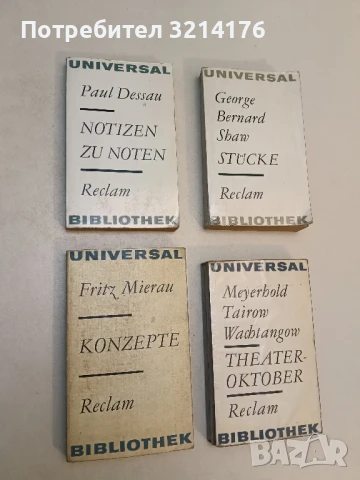 Потребител 3214176
UNIVERSAL
Paul Dessau
NOTIZEN
ZU NOTEN
Reclam
BIBLIOTHEK
UNIVERSAL
George
Bernard
Shaw
STÜCKE
Reclam
BIBLIOTHEK
UNIVERSAL
Fritz Mierau
KONZEPTE
Reclam
BIBLIOTHEK
UNIVERSAL
Meyerhold
Tairow
Wachtangow
THEATER-
OKTOBER
Reclam
BIBLIOTHEK
BAZAR